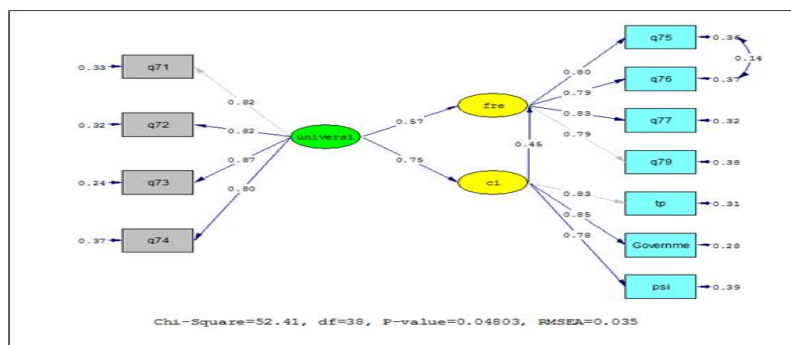 q71
q72
q73
q74
0.33
0.32
0.24
0.37
0.82
0.82
0.87
0.80
universi
0.57
0.75
fre
ci
0.45
0.80
0.79
0.83
0.79
0.83
0.85
0.78
q75
q76
q77
q79
tp
Governme
psi
0.36
0.37
0.32
0.38
0.31
0.28
0.39
0.14
Chi-Square=52.41, df=38, P-value=0.04803, RMSEA=0.035